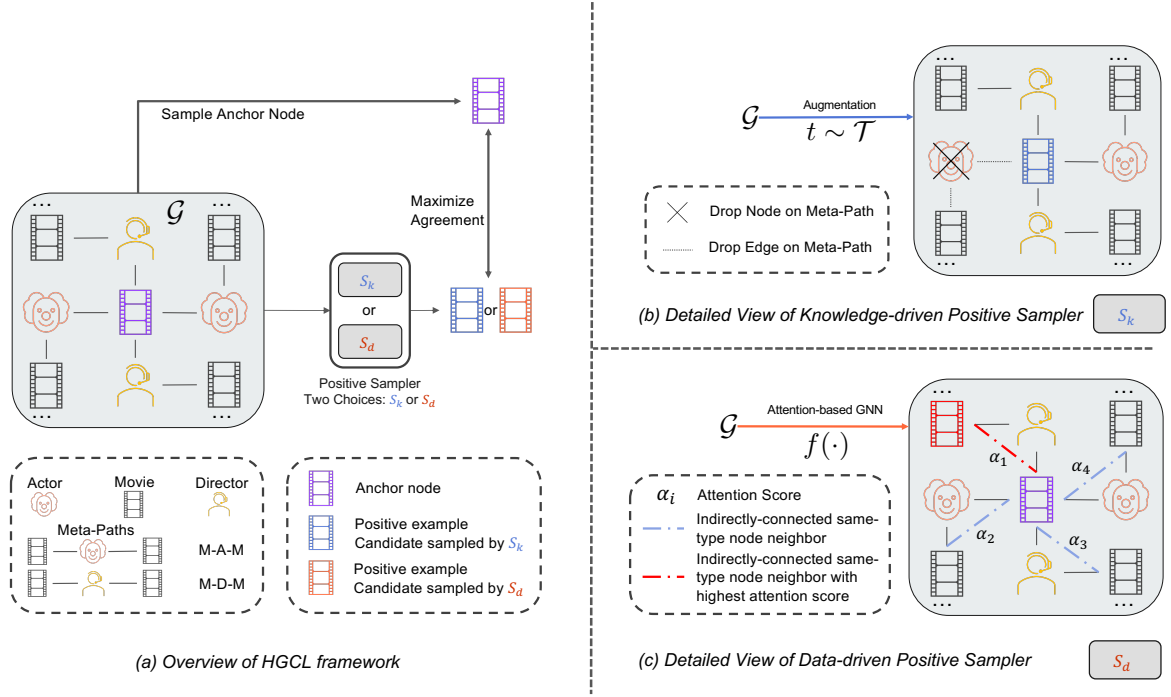 Sample Anchor Node
Maximize
Agreement
...
...
𝒢
S_k
or
S_d
or
...
...
Positive Sampler
Two Choices: S_k or S_d
Actor
Movie
Director
Meta-Paths
M-A-M
M-D-M
Anchor node
Positive example
Candidate sampled by S_k
Positive example
Candidate sampled by S_d
(a) Overview of HGCL framework
𝒢
Augmentation
t ∼ 𝒯
...
...
...
...
Drop Node on Meta-Path
Drop Edge on Meta-Path
(b) Detailed View of Knowledge-driven Positive Sampler
S_k
𝒢
Attention-based GNN
f(·)
...
...
α₁
α₄
α₂
α₃
...
...
α_i
Attention Score
Indirectly-connected same-
type node neighbor
Indirectly-connected same-
type node neighbor with
highest attention score
(c) Detailed View of Data-driven Positive Sampler
S_d